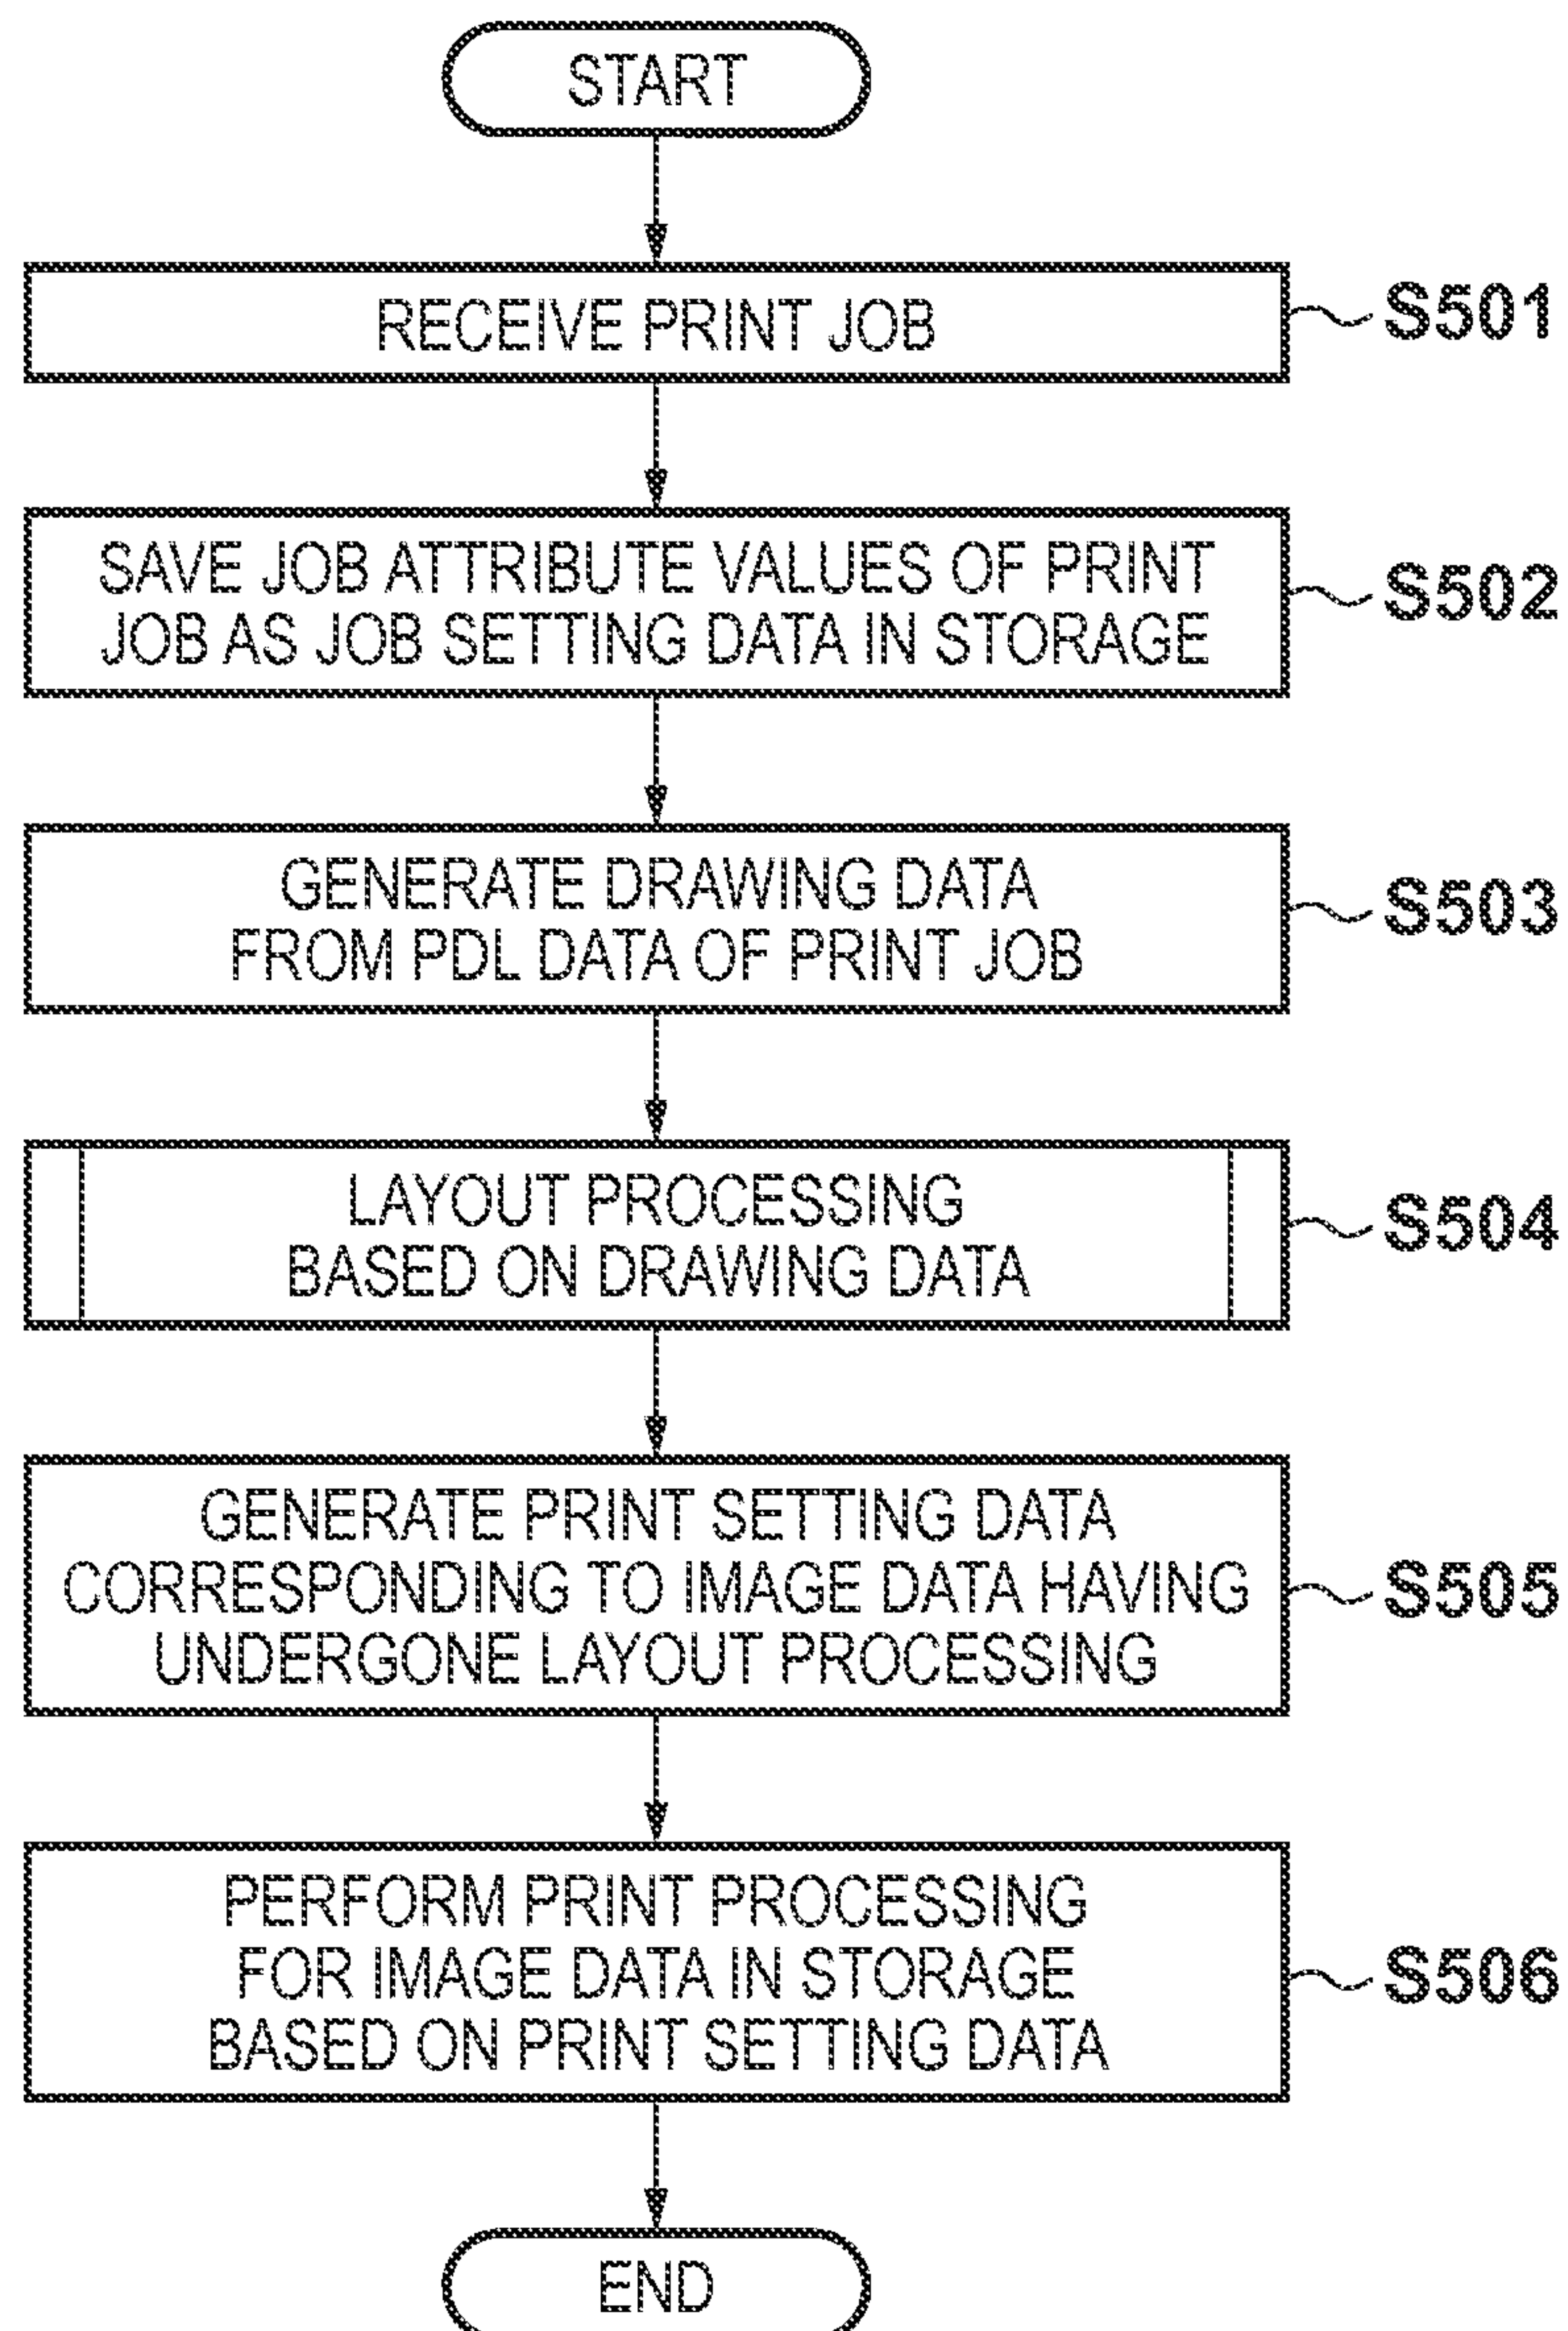 START
RECEIVE PRINT JOB
S501
SAVE JOB ATTRIBUTE VALUES OF PRINT
JOB AS JOB SETTING DATA IN STORAGE
S502
GENERATE DRAWING DATA
FROM PDL DATA OF PRINT JOB
S503
LAYOUT PROCESSING
BASED ON DRAWING DATA
S504
GENERATE PRINT SETTING DATA
CORRESPONDING TO IMAGE DATA HAVING
UNDERGONE LAYOUT PROCESSING
S505
PERFORM PRINT PROCESSING
FOR IMAGE DATA IN STORAGE
BASED ON PRINT SETTING DATA
S506
END